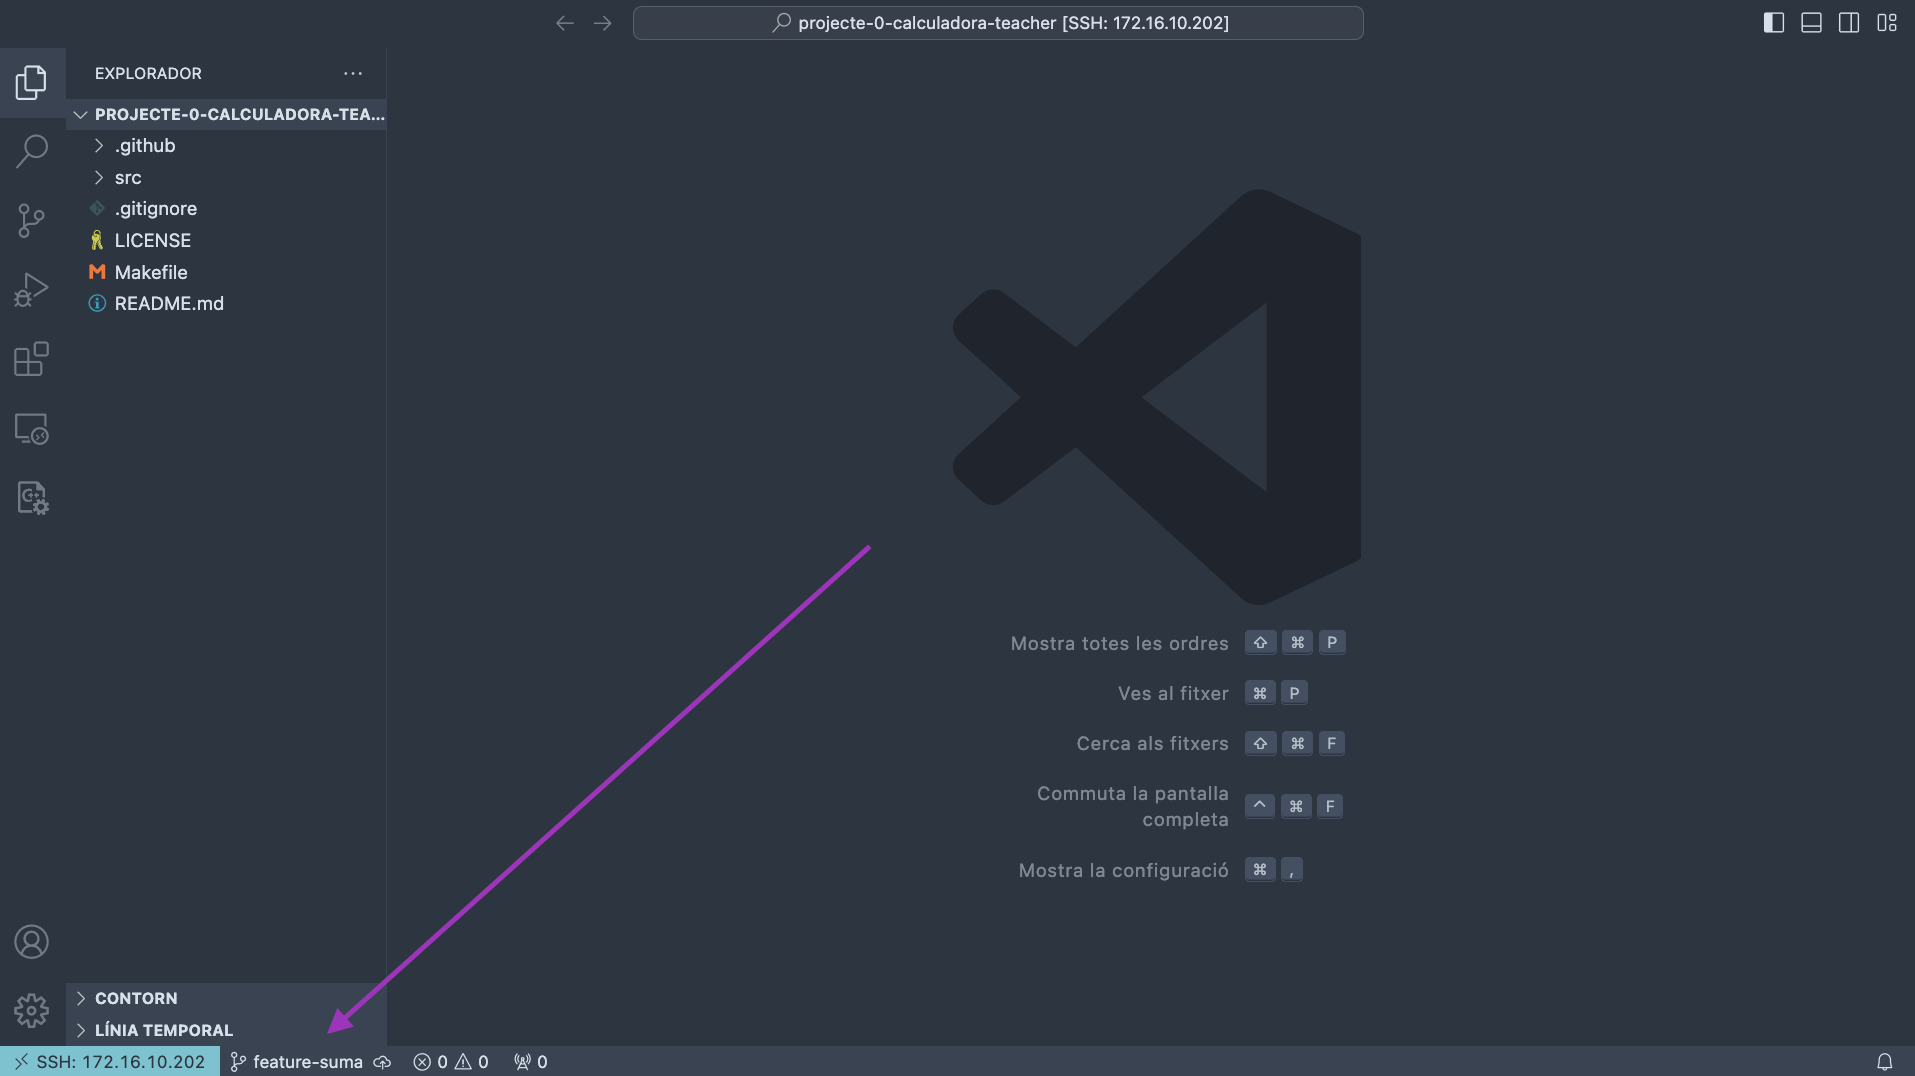 projecte-0-calculadora-teacher [SSH: 172.16.10.202]
EXPLORADOR
PROJECTE-0-CALCULADORA-TEA...
.github
src
.gitignore
LICENSE
Makefile
README.md
Mostra totes les ordres ⇧ ⌘ P
Ves al fitxer ⌘ P
Cerca als fitxers ⇧ ⌘ F
Commuta la pantalla
completa ^ ⌘ F
Mostra la configuració ⌘ ,
CONTORN
LÍNIA TEMPORAL
SSH: 172.16.10.202 feature-suma 0 0 0